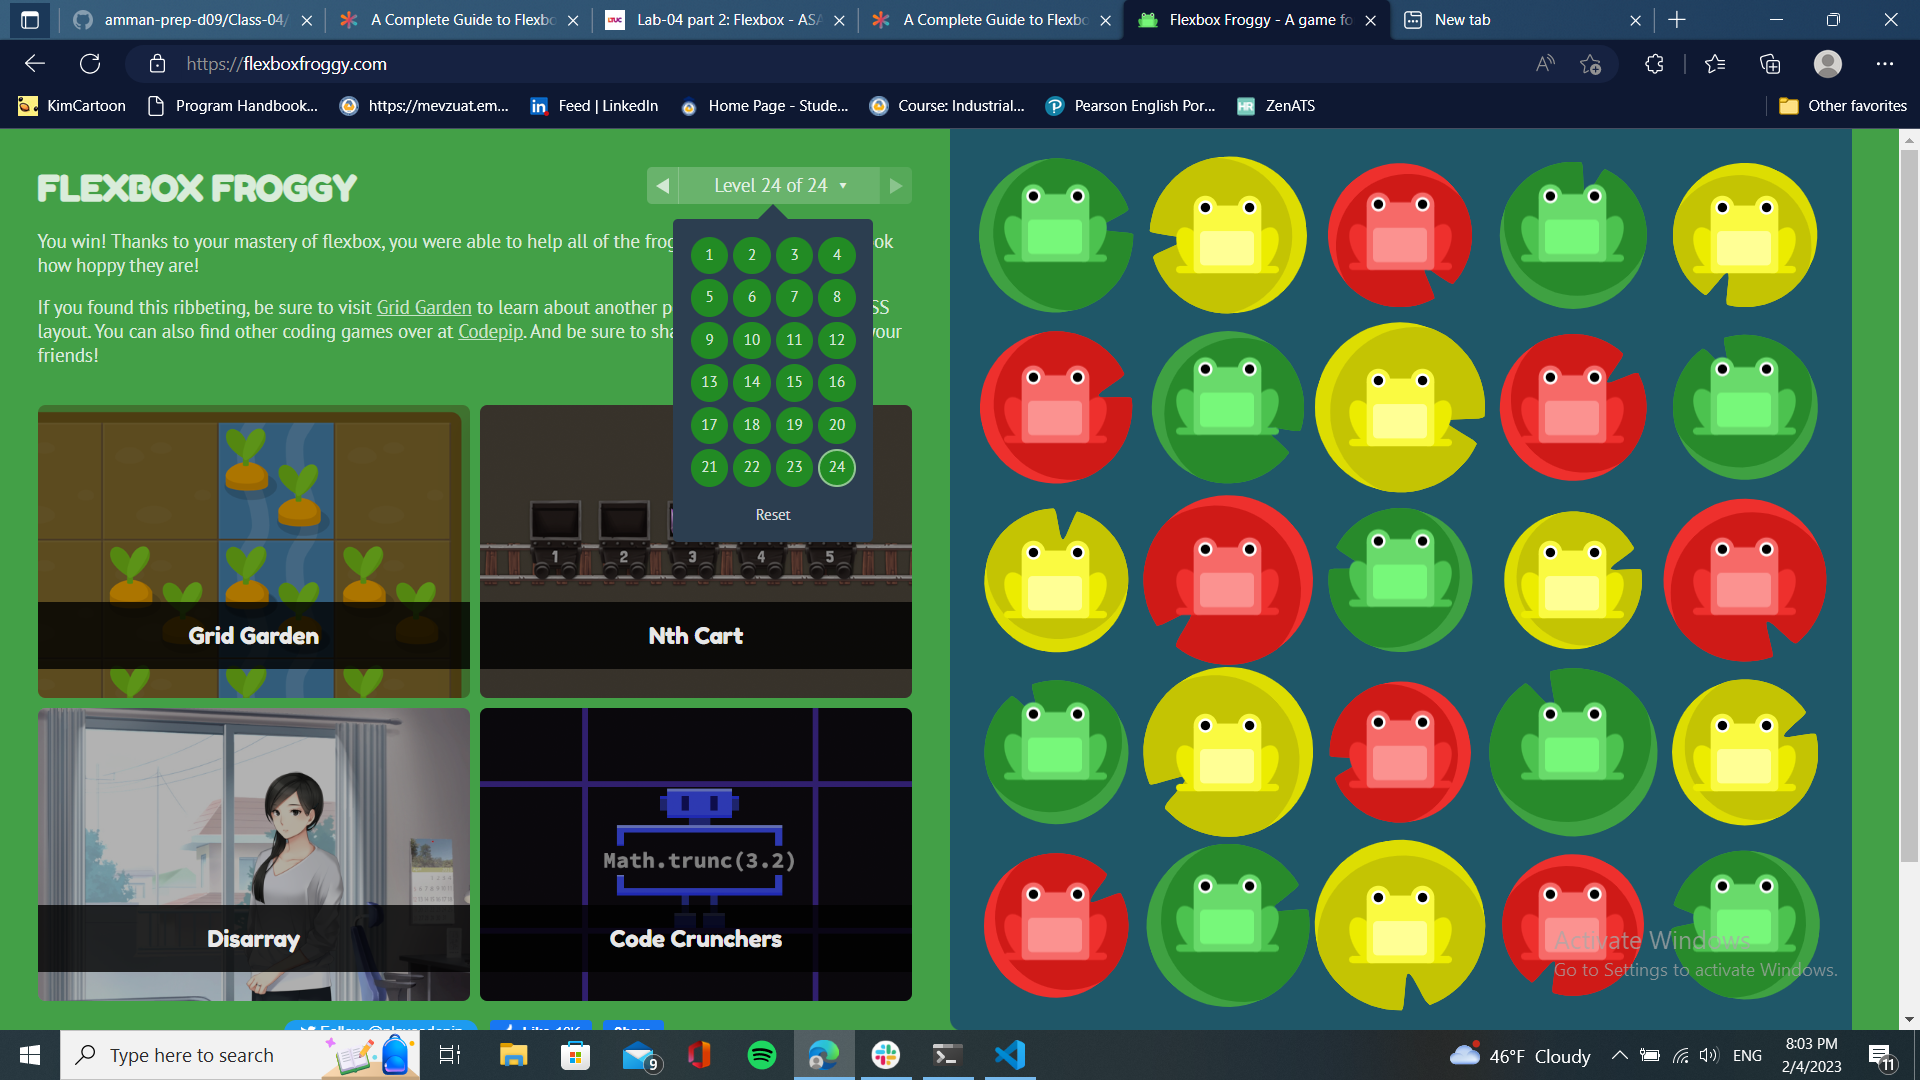 amman-prep-d09/Class-04/
A Complete Guide to Flexbo
Lab-04 part 2: Flexbox - ASA
A Complete Guide to Flexbo
Flexbox Froggy - A game fo
New tab
https://flexboxfroggy.com
KimCartoon
Program Handbook...
https://mevzuat.em...
Feed | LinkedIn
Home Page - Stude...
Course: Industrial...
Pearson English Por...
HR
ZenATS
Other favorites
FLEXBOX FROGGY
Level 24 of 24
You win! Thanks to your mastery of flexbox, you were able to help all of the frog
ok
how hoppy they are!
If you found this ribbeting, be sure to visit Grid Garden to learn about another p
SS
layout. You can also find other coding games over at Codepip. And be sure to sha
your
friends!
1 2 3 4
5 6 7 8
9 10 11 12
13 14 15 16
17 18 19 20
21 22 23 24
Reset
1 2 3 4 5
Grid Garden
Nth Cart
Math.trunc(3.2)
Disarray
Code Crunchers
Activate Windows
Go to Settings to activate Windows.
Type here to search
9
46°F Cloudy
ENG
8:03 PM
2/4/2023
11